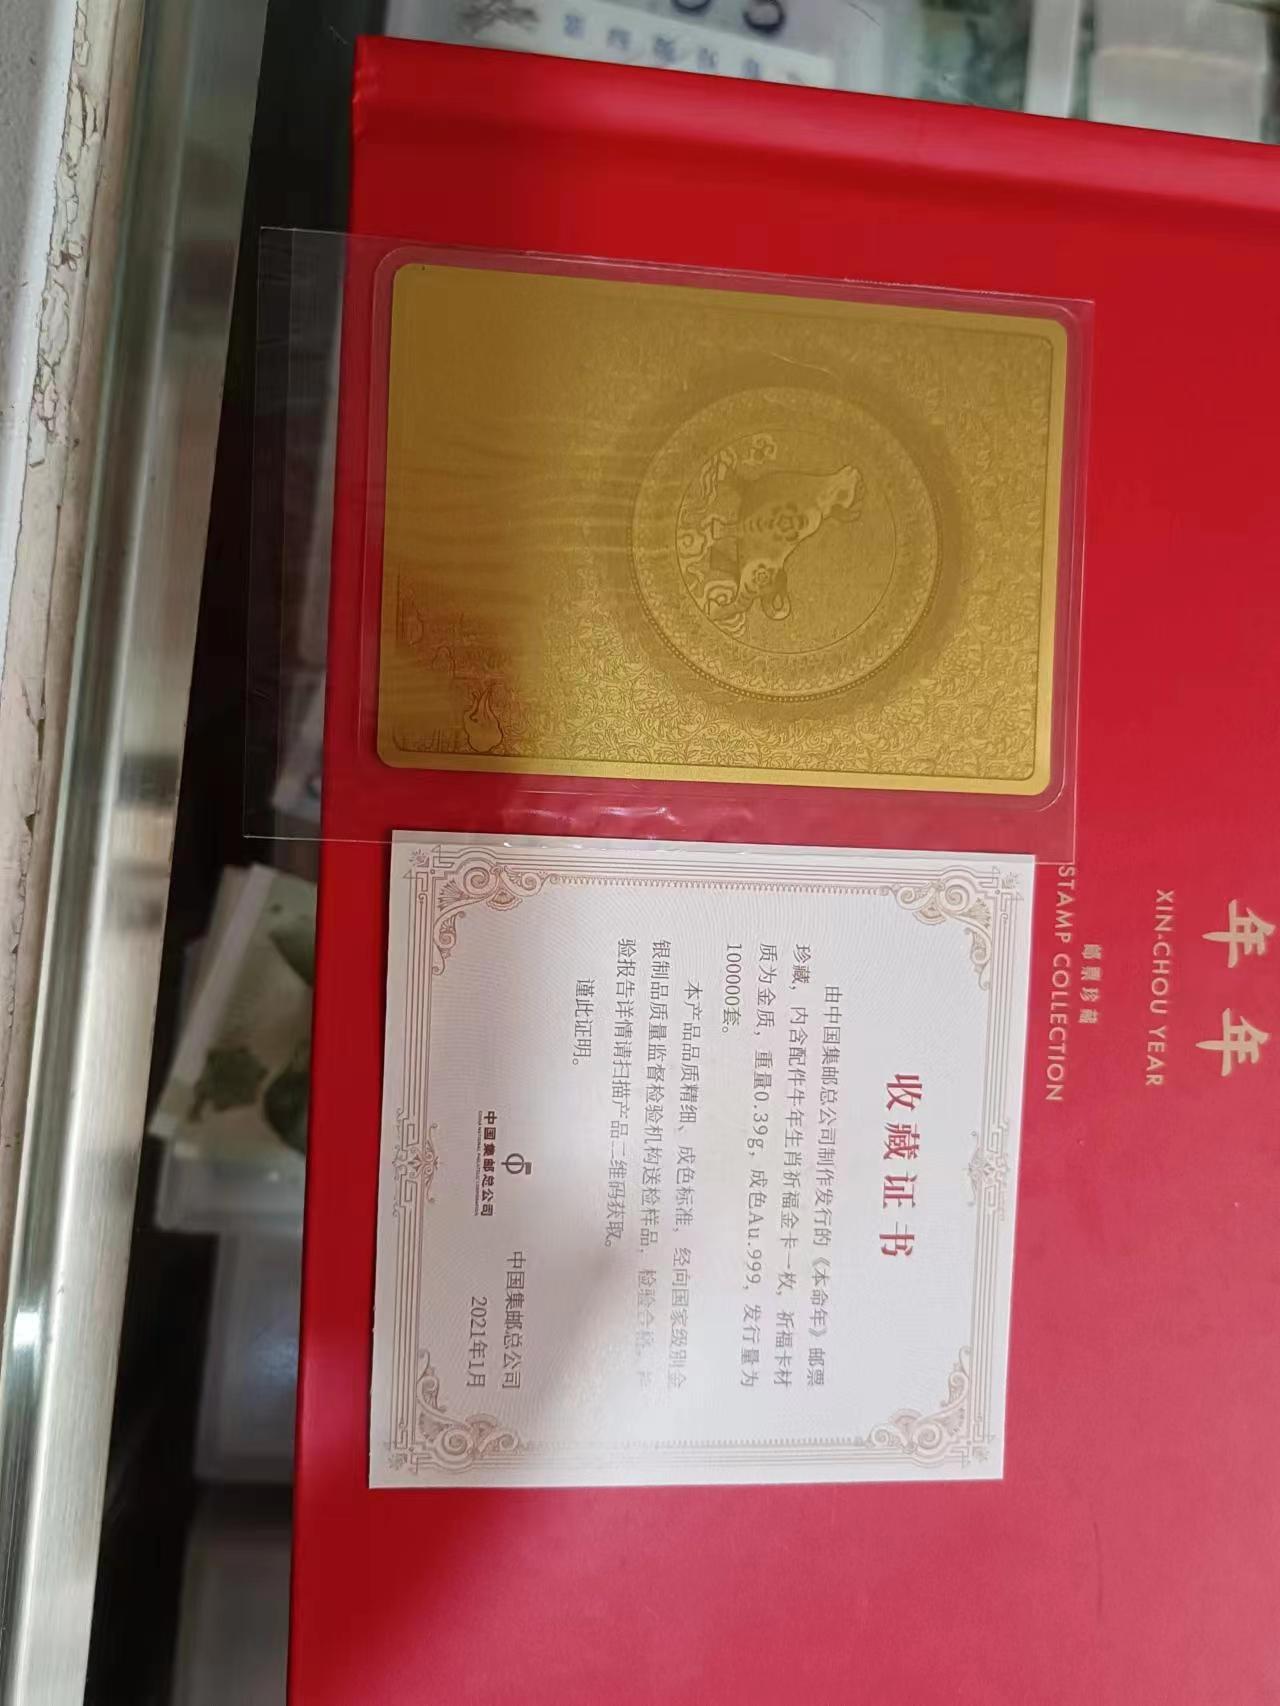 年年
XIN-CHOU YEAR
邮票珍藏
STAMP COLLECTION
收藏证书
由中国集邮总公司制作发行的《本命年》邮票
珍藏，内含配件牛年生肖祈福金卡一枚，祈福卡材
质为金质，重量0.39g，成色Au.999，发行量为
100000套。
本产品品质精细、成色标准，经向国家级别金
银制品质量监督检验机构送检样品，检验合格，检
验报告详情请扫描产品二维码获取。
谨此证明。
中国集邮总公司
中国集邮总公司
2021年1月